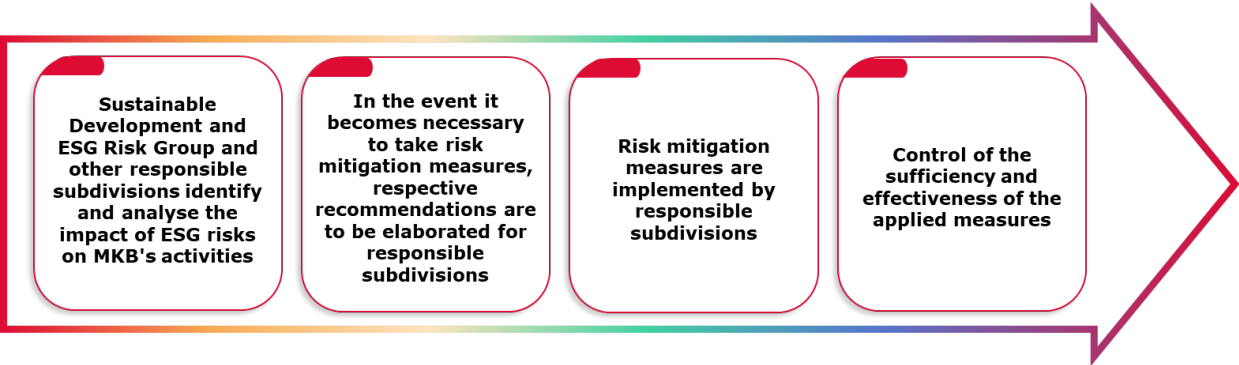 Sustainable
Development and
ESG Risk Group and
other responsible
subdivisions identify
and analyse the
impact of ESG risks
on MKB's activities
In the event it
becomes necessary
to take risk
mitigation measures,
respective
recommendations are
to be elaborated for
responsible
subdivisions
Risk mitigation
measures are
implemented by
responsible
subdivisions
Control of the
sufficiency and
effectiveness of the
applied measures